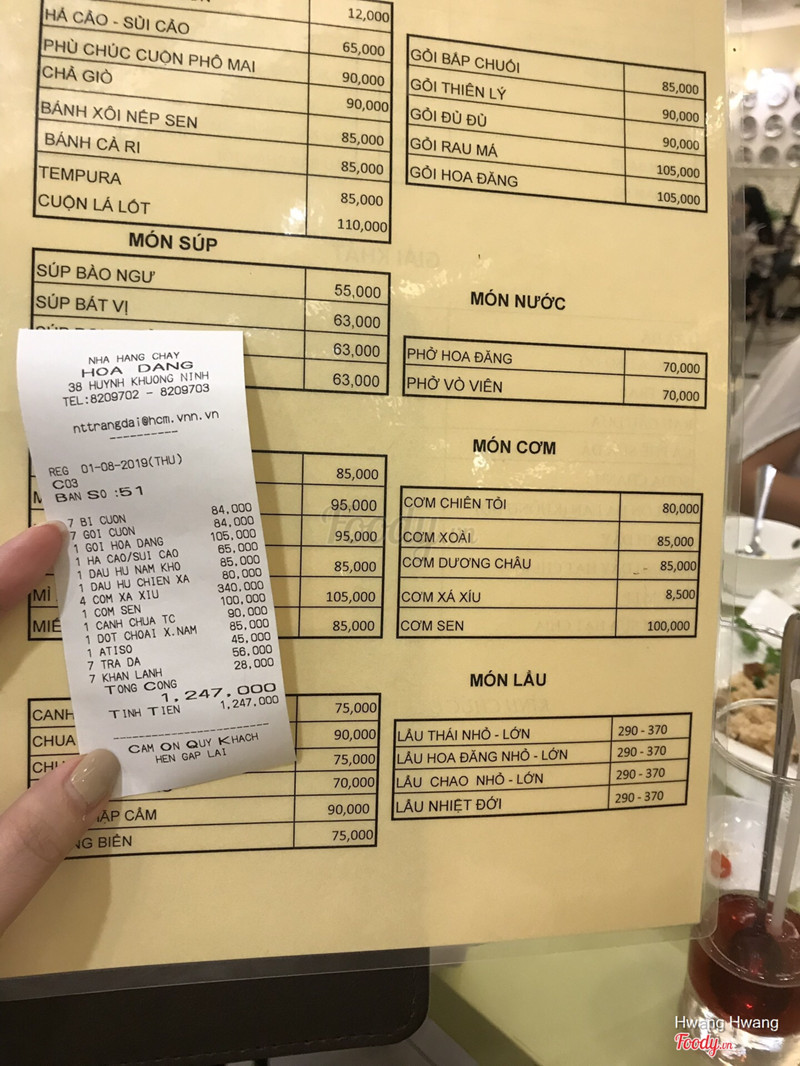 12,000
HÁ CẢO - SỦI CẢO 65,000
PHÙ CHÚC CUỘN PHÔ MAI 90,000
CHẢ GIÒ 90,000
BÁNH XÔI NẾP SEN 85,000
BÁNH CÀ RI 85,000
TEMPURA 85,000
CUỘN LÁ LỐT 110,000
MÓN SÚP
SÚP BÀO NGƯ 55,000
SÚP BÁT VỊ 63,000
63,000
63,000
85,000
95,000
95,000
85,000
MÌ 105,000
MIẾ 85,000
CANH 75,000
CHUA 90,000
75,000
70,000
ẬP CẨM 90,000
NG BIỂN 75,000
GỎI BẮP CHUỐI 85,000
GỎI THIÊN LÝ 90,000
GỎI ĐU ĐỦ 90,000
GỎI RAU MÁ 105,000
GỎI HOA ĐĂNG 105,000
MÓN NƯỚC
PHỞ HOA ĐĂNG 70,000
PHỞ VÒ VIÊN 70,000
MÓN CƠM
CƠM CHIÊN TỎI 80,000
CƠM XOÀI 85,000
CƠM DƯƠNG CHÂU 85,000
CƠM XÁ XÍU 8,500
CƠM SEN 100,000
MÓN LẨU
LẨU THÁI NHỎ - LỚN 290 - 370
LẨU HOA ĐĂNG NHỎ - LỚN 290 - 370
LẨU CHAO NHỎ - LỚN 290 - 370
LẨU NHIỆT ĐỚI 290 - 370
NHA HANG CHAY
HOA DANG
38 HUYNH KHUONG NINH
TEL:8209702 - 8209703
nttrangdai@hcm.vnn.vn
REG 01-08-2019(THU)
C03
BAN SO :51
7 BI CUON 84,000
7 GOI CUON 84,000
1 GOI HOA DANG 105,000
1 HA CAO/SUI CAO 65,000
1 DAU HU NAM KHO 85,000
1 DAU HU CHIEN XA 80,000
4 COM XA XIU 340,000
1 COM SEN 100,000
1 CANH CHUA TC 90,000
1 DOT CHOAI X.NAM 85,000
1 ATISO 45,000
7 TRA DA 56,000
7 KHAN LANH 28,000
TONG CONG 1,247,000
TINH TIEN 1,247,000
CAM ON QUY KHACH
HEN GAP LAI
Foody
Hwang Hwang
Foody.vn